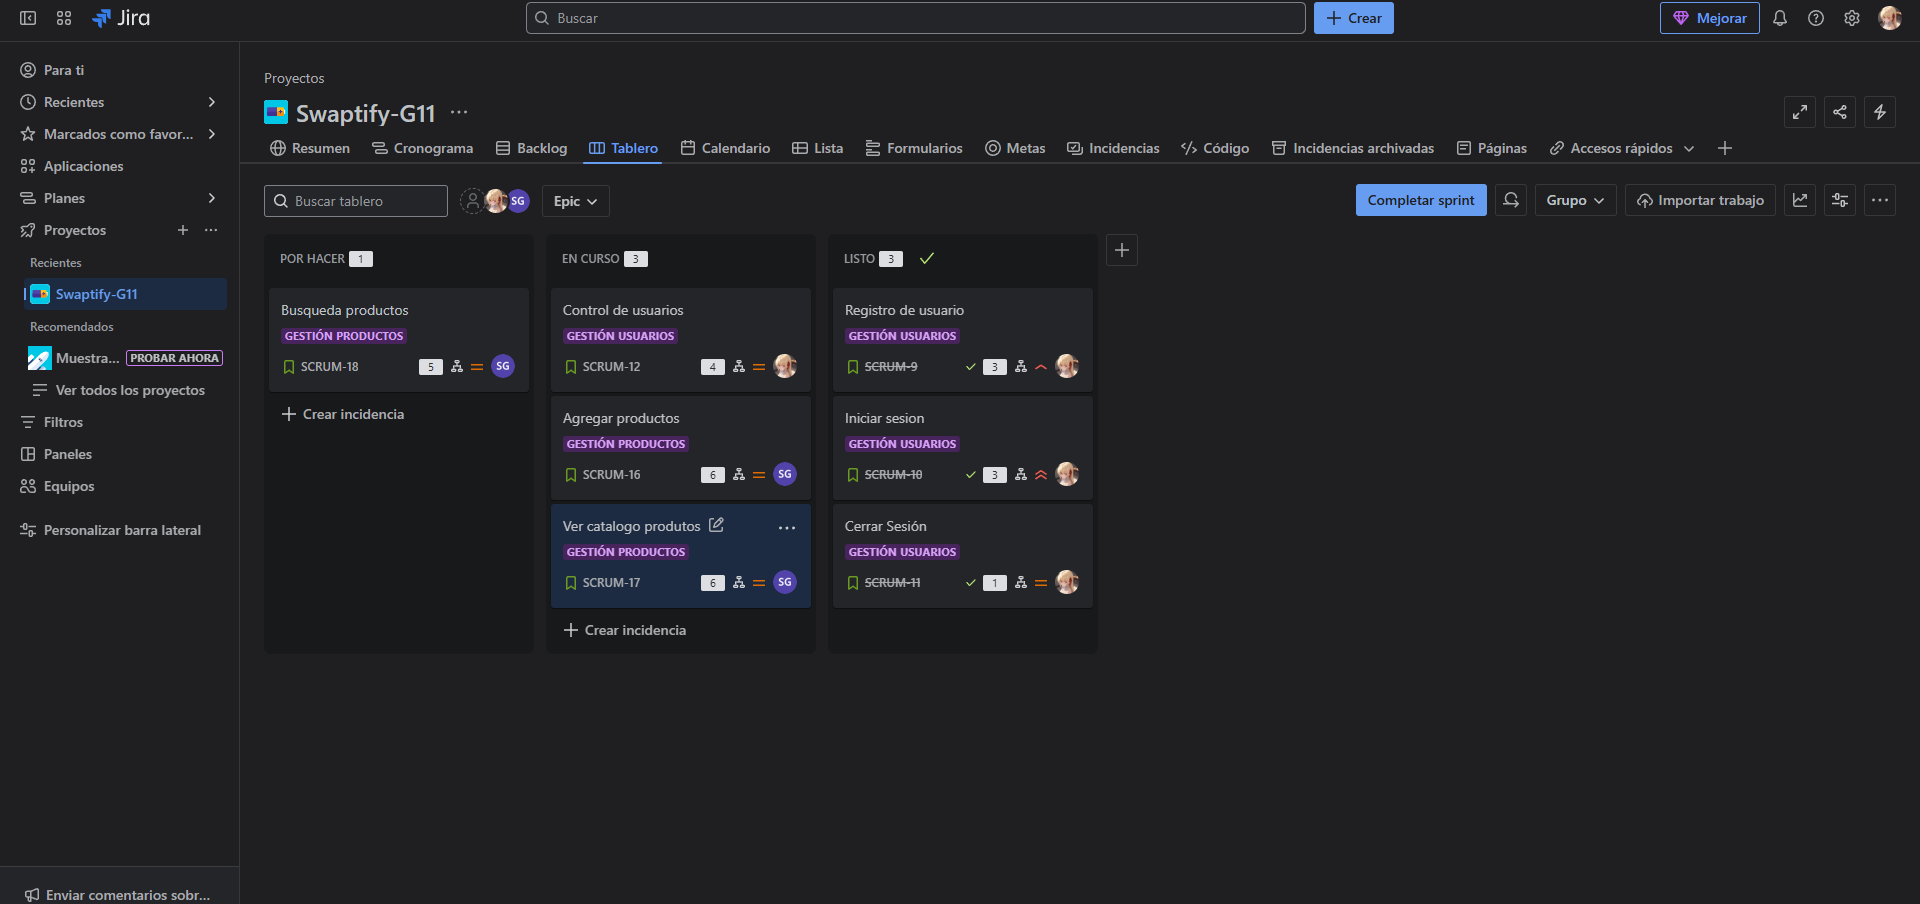 Jira
Buscar
Crear
Mejorar
Para ti
Recientes
Marcados como favor...
Aplicaciones
Planes
Proyectos
Recientes
Swaptify-G11
Recomendados
Muestra... PROBAR AHORA
Ver todos los proyectos
Filtros
Paneles
Equipos
Personalizar barra lateral
Enviar comentarios sobr...
Proyectos
Swaptify-G11
Resumen Cronograma Backlog Tablero Calendario Lista Formularios Metas Incidencias Código Incidencias archivadas Páginas Accesos rápidos
Buscar tablero SG Epic Completar sprint Grupo Importar trabajo
POR HACER 1
Busqueda productos
GESTIÓN PRODUCTOS
SCRUM-18 5 SG
Crear incidencia
EN CURSO 3
Control de usuarios
GESTIÓN USUARIOS
SCRUM-12 4
Agregar productos
GESTIÓN PRODUCTOS
SCRUM-16 6 SG
Ver catalogo produtos
GESTIÓN PRODUCTOS
SCRUM-17 6 SG
Crear incidencia
LISTO 3
Registro de usuario
GESTIÓN USUARIOS
SCRUM-9 3
Iniciar sesion
GESTIÓN USUARIOS
SCRUM-10 3
Cerrar Sesión
GESTIÓN USUARIOS
SCRUM-11 1